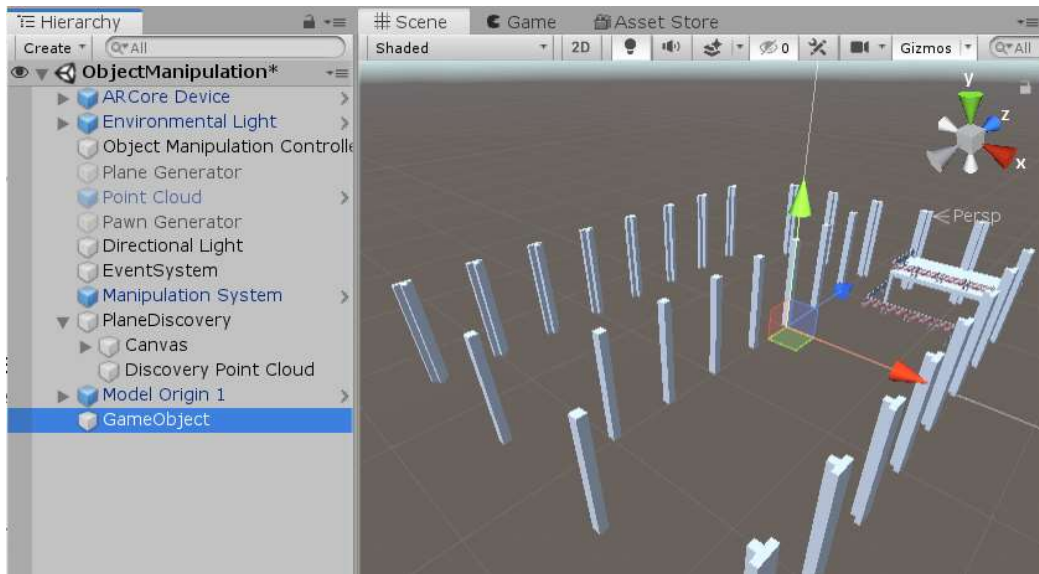 Hierarchy
Create All
ObjectManipulation*
ARCore Device
Environmental Light
Object Manipulation Controlle
Plane Generator
Point Cloud
Pawn Generator
Directional Light
EventSystem
Manipulation System
PlaneDiscovery
Canvas
Discovery Point Cloud
Model Origin 1
GameObject
Scene Game Asset Store
Shaded 2D 0 Gizmos All
y
z
x
Persp